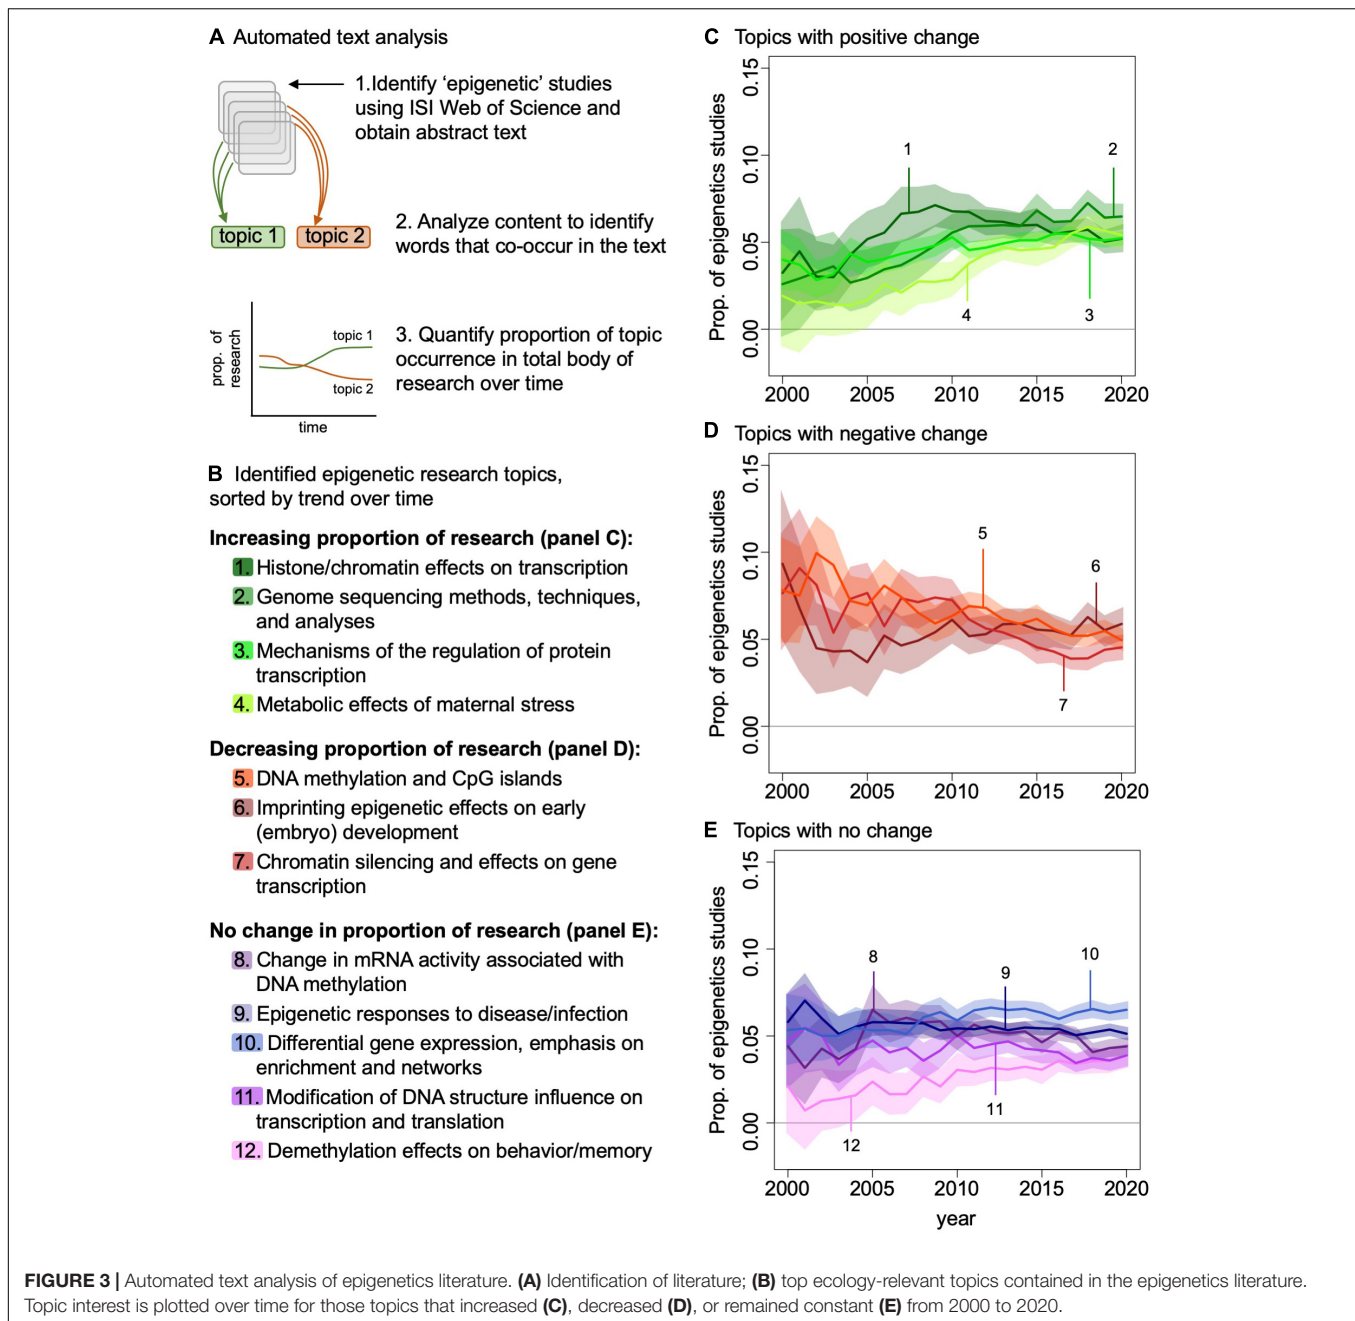 A Automated text analysis
1.Identify ‘epigenetic’ studies
using ISI Web of Science and
obtain abstract text
topic 1
topic 2
2. Analyze content to identify
words that co-occur in the text
prop. of
research
topic 1
topic 2
time
3. Quantify proportion of topic
occurrence in total body of
research over time
B Identified epigenetic research topics,
sorted by trend over time
Increasing proportion of research (panel C):
1. Histone/chromatin effects on transcription
2. Genome sequencing methods, techniques,
and analyses
3. Mechanisms of the regulation of protein
transcription
4. Metabolic effects of maternal stress
Decreasing proportion of research (panel D):
5. DNA methylation and CpG islands
6. Imprinting epigenetic effects on early
(embryo) development
7. Chromatin silencing and effects on gene
transcription
No change in proportion of research (panel E):
8. Change in mRNA activity associated with
DNA methylation
9. Epigenetic responses to disease/infection
10. Differential gene expression, emphasis on
enrichment and networks
11. Modification of DNA structure influence on
transcription and translation
12. Demethylation effects on behavior/memory
C Topics with positive change
Prop. of epigenetics studies
0.15
0.10
0.05
0.00
1
2
4
3
2000 2005 2010 2015 2020
D Topics with negative change
Prop. of epigenetics studies
0.15
0.10
0.05
0.00
5
6
7
2000 2005 2010 2015 2020
E Topics with no change
Prop. of epigenetics studies
0.15
0.10
0.05
0.00
8
9
10
11
12
2000 2005 2010 2015 2020
year
FIGURE 3 | Automated text analysis of epigenetics literature. (A) Identification of literature; (B) top ecology-relevant topics contained in the epigenetics literature.
Topic interest is plotted over time for those topics that increased (C), decreased (D), or remained constant (E) from 2000 to 2020.